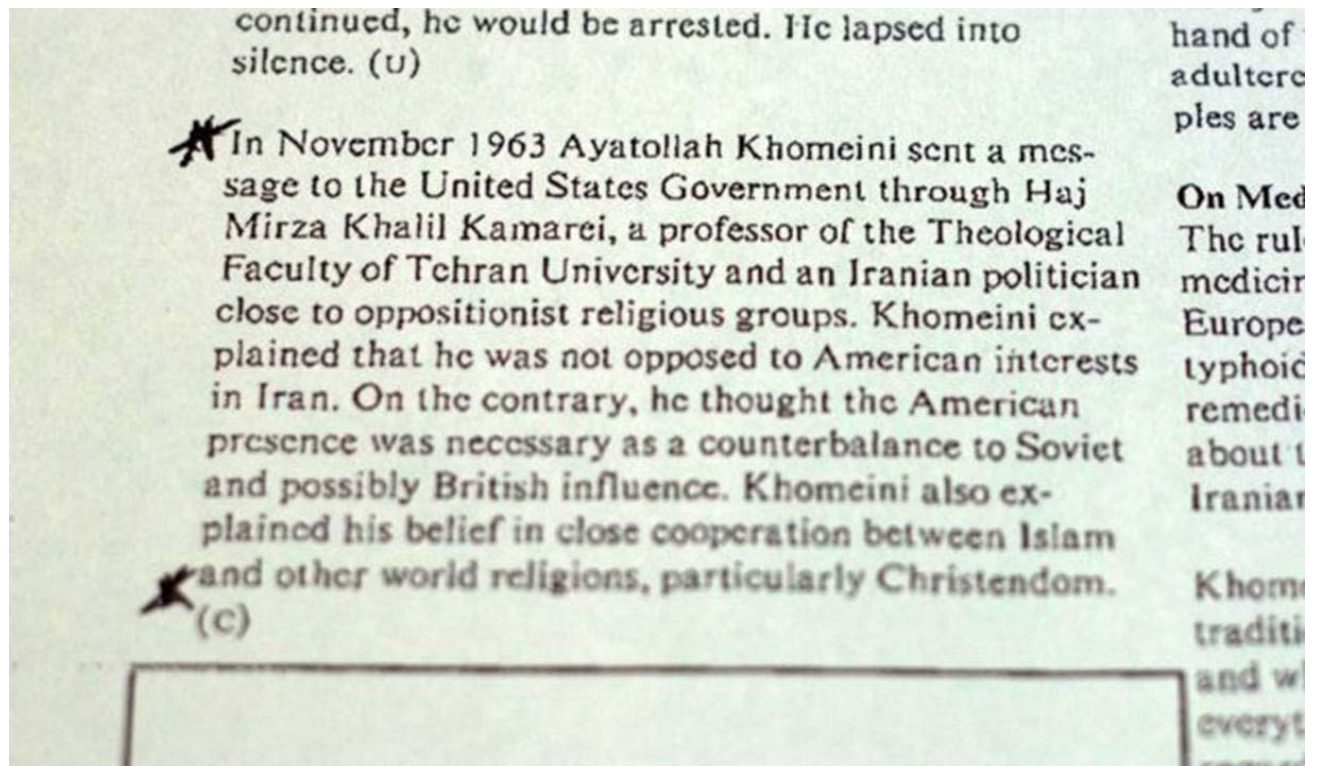 continued, he would be arrested. He lapsed into
silence. (U)
In November 1963 Ayatollah Khomeini sent a mes-
sage to the United States Government through Haj
Mirza Khalil Kamarei, a professor of the Theological
Faculty of Tehran University and an Iranian politician
close to oppositionist religious groups. Khomeini ex-
plained that he was not opposed to American interests
in Iran. On the contrary, he thought the American
presence was necessary as a counterbalance to Soviet
and possibly British influence. Khomeini also ex-
plained his belief in close cooperation between Islam
and other world religions, particularly Christendom.
(C)
hand of
adultere
ples are
On Med
The rul
medicin
Europe
typhoid
remedi
about t
Iranian
Khome
traditi
and wh
everyt